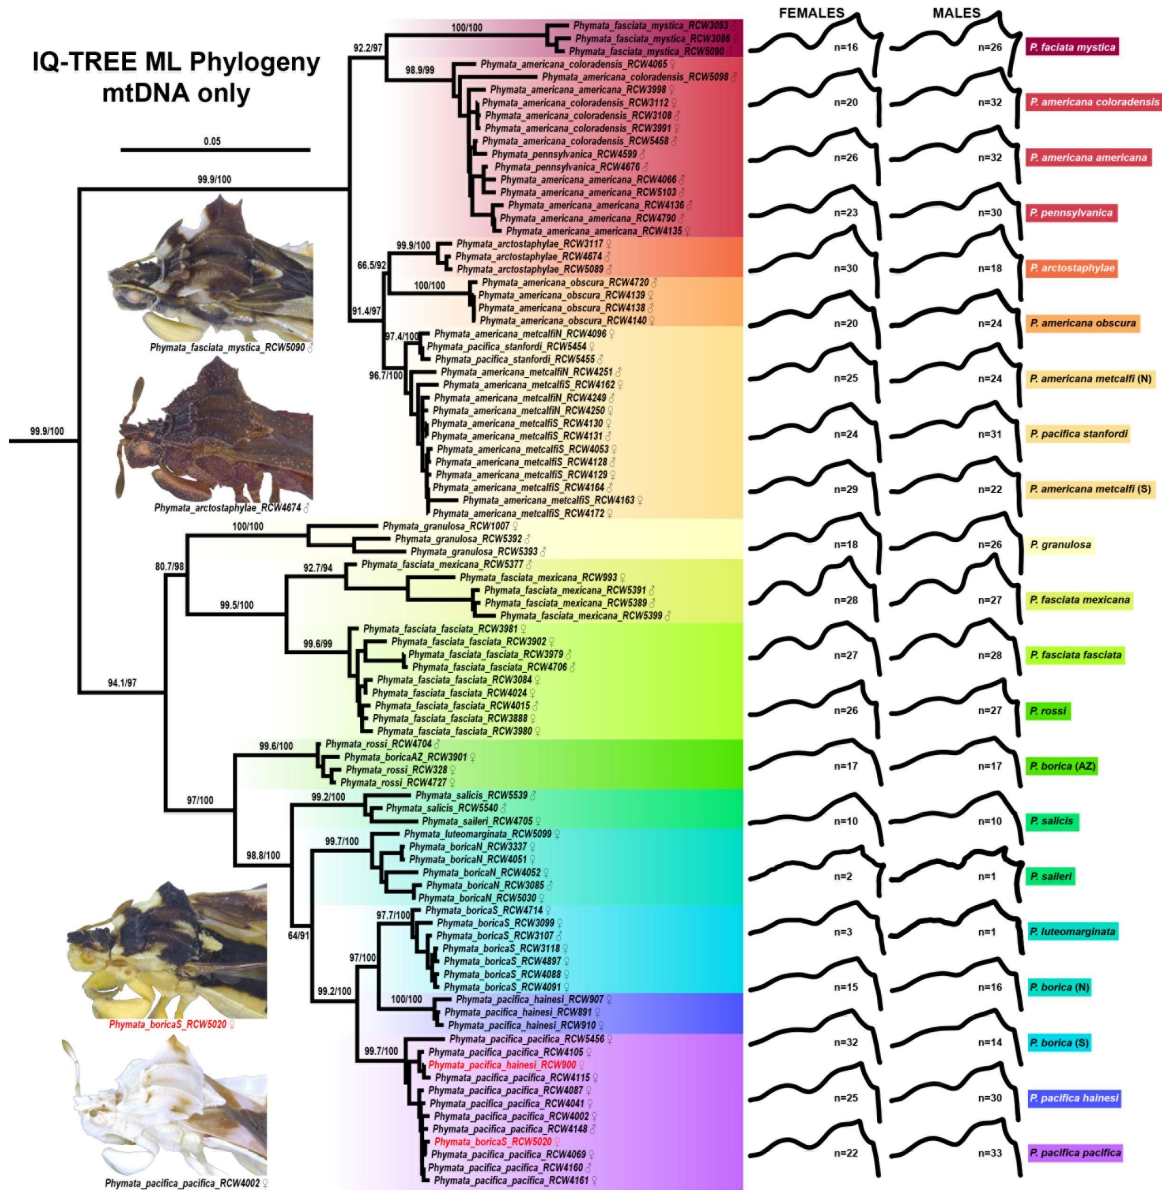 IQ-TREE ML Phylogeny
mtDNA only
0.05
99.9/100
99.9/100
92.2/97
100/100
98.9/99
66.5/92
99.9/100
100/100
91.4/97
97.4/100
96.7/100
Phymata_fasciata_mystica_RCW5090 ♂
Phymata_arctostaphylae_RCW4674 ♂
Phymata_fasciata_mystica_RCW3093
Phymata_fasciata_mystica_RCW3086
Phymata_fasciata_mystica_RCW5090
Phymata_americana_coloradensis_RCW4065 ♀
Phymata_americana_coloradensis_RCW5098 ♂
Phymata_americana_americana_RCW3998 ♀
Phymata_americana_coloradensis_RCW3112 ♀
Phymata_americana_coloradensis_RCW3108 ♂
Phymata_americana_coloradensis_RCW3991 ♀
Phymata_americana_coloradensis_RCW5458 ♂
Phymata_pennsylvanica_RCW4599 ♂
Phymata_pennsylvanica_RCW4676 ♂
Phymata_americana_americana_RCW4066 ♂
Phymata_americana_americana_RCW5103 ♂
Phymata_americana_americana_RCW4136 ♂
Phymata_americana_americana_RCW4790 ♂
Phymata_americana_americana_RCW4135 ♀
Phymata_arctostaphylae_RCW3117 ♀
Phymata_arctostaphylae_RCW4674 ♂
Phymata_arctostaphylae_RCW5089 ♂
Phymata_americana_obscura_RCW4720 ♂
Phymata_americana_obscura_RCW4139 ♀
Phymata_americana_obscura_RCW4138 ♂
Phymata_americana_obscura_RCW4140 ♀
Phymata_americana_metcalfiN_RCW4096 ♀
Phymata_pacifica_stanfordi_RCW5454 ♀
Phymata_pacifica_stanfordi_RCW5455 ♂
Phymata_americana_metcalfiN_RCW4251 ♂
Phymata_americana_metcalfiS_RCW4162 ♀
Phymata_americana_metcalfiN_RCW4249 ♂
Phymata_americana_metcalfiN_RCW4250 ♀
Phymata_americana_metcalfiS_RCW4130 ♀
Phymata_americana_metcalfiS_RCW4131 ♂
Phymata_americana_metcalfiS_RCW4053 ♀
Phymata_americana_metcalfiS_RCW4128 ♂
Phymata_americana_metcalfiS_RCW4129 ♀
Phymata_americana_metcalfiS_RCW4164 ♂
Phymata_americana_metcalfiS_RCW4163 ♀
Phymata_americana_metcalfiS_RCW4172 ♀
94.1/97
80.7/98
100/100
99.5/100
92.7/94
99.6/99
97/100
99.6/100
98.8/100
99.2/100
64/91
99.7/100
99.2/100
97/100
97.7/100
100/100
99.7/100
Phymata_granulosa_RCW1007 ♀
Phymata_granulosa_RCW5392 ♂
Phymata_granulosa_RCW5393 ♂
Phymata_fasciata_mexicana_RCW5377 ♂
Phymata_fasciata_mexicana_RCW993 ♀
Phymata_fasciata_mexicana_RCW5391 ♂
Phymata_fasciata_mexicana_RCW5389 ♂
Phymata_fasciata_mexicana_RCW5399 ♂
Phymata_fasciata_fasciata_RCW3981 ♀
Phymata_fasciata_fasciata_RCW3902 ♀
Phymata_fasciata_fasciata_RCW3979 ♂
Phymata_fasciata_fasciata_RCW4706 ♂
Phymata_fasciata_fasciata_RCW3084 ♀
Phymata_fasciata_fasciata_RCW4024 ♀
Phymata_fasciata_fasciata_RCW4015 ♂
Phymata_fasciata_fasciata_RCW3888 ♀
Phymata_fasciata_fasciata_RCW3980 ♀
Phymata_rossi_RCW4704 ♂
Phymata_boricaAZ_RCW3901 ♀
Phymata_rossi_RCW328 ♀
Phymata_rossi_RCW4727 ♀
Phymata_salicis_RCW5539 ♂
Phymata_salicis_RCW5540 ♂
Phymata_saileri_RCW4705 ♀
Phymata_luteomarginata_RCW5099 ♀
Phymata_boricaN_RCW3337 ♀
Phymata_boricaN_RCW4051 ♀
Phymata_boricaN_RCW4052 ♀
Phymata_boricaN_RCW3085 ♂
Phymata_boricaN_RCW5030 ♀
Phymata_boricaS_RCW4714 ♀
Phymata_boricaS_RCW3099 ♀
Phymata_boricaS_RCW3107 ♂
Phymata_boricaS_RCW3118 ♀
Phymata_boricaS_RCW4897 ♀
Phymata_boricaS_RCW4088 ♀
Phymata_boricaS_RCW4091 ♀
Phymata_pacifica_hainesi_RCW907 ♀
Phymata_pacifica_hainesi_RCW891 ♀
Phymata_pacifica_hainesi_RCW910 ♀
Phymata_pacifica_pacifica_RCW5456 ♀
Phymata_pacifica_pacifica_RCW4105 ♀
Phymata_pacifica_hainesi_RCW900 ♀
Phymata_pacifica_pacifica_RCW4115 ♀
Phymata_pacifica_pacifica_RCW4087 ♂
Phymata_pacifica_pacifica_RCW4041 ♀
Phymata_pacifica_pacifica_RCW4002 ♀
Phymata_pacifica_pacifica_RCW4148 ♂
Phymata_boricaS_RCW5020 ♀
Phymata_pacifica_pacifica_RCW4069 ♀
Phymata_pacifica_pacifica_RCW4160 ♂
Phymata_pacifica_pacifica_RCW4161 ♀
Phymata_boricaS_RCW5020 ♀
Phymata_pacifica_pacifica_RCW4002 ♀
FEMALES MALES
n=16 n=26 P. faciata mystica
n=20 n=32 P. americana coloradensis
n=26 n=32 P. americana americana
n=23 n=30 P. pennsylvanica
n=30 n=18 P. arctostaphylae
n=20 n=24 P. americana obscura
n=25 n=24 P. americana metcalfi (N)
n=24 n=31 P. pacifica stanfordi
n=29 n=22 P. americana metcalfi (S)
n=18 n=26 P. granulosa
n=28 n=27 P. fasciata mexicana
n=27 n=28 P. fasciata fasciata
n=26 n=27 P. rossi
n=17 n=17 P. borica (AZ)
n=10 n=10 P. salicis
n=2 n=1 P. saileri
n=3 n=1 P. luteomarginata
n=15 n=16 P. borica (N)
n=32 n=14 P. borica (S)
n=25 n=30 P. pacifica hainesi
n=22 n=33 P. pacifica pacifica